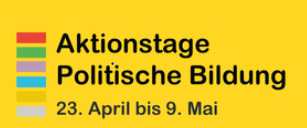 Aktionstage
Politische Bildung
23. April bis 9. Mai